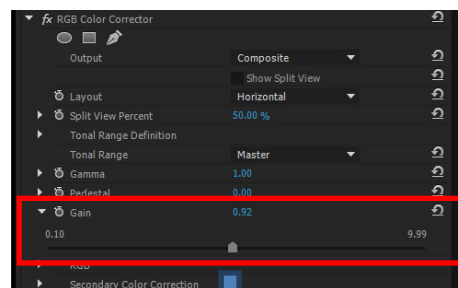 fx RGB Color Corrector
Output Composite
Show Split View
Layout Horizontal
Split View Percent 50.00 %
Tonal Range Definition
Tonal Range Master
Gamma 1.00
Pedestal 0.00
Gain 0.92
0.10 9.99
RGB
Secondary Color Correction